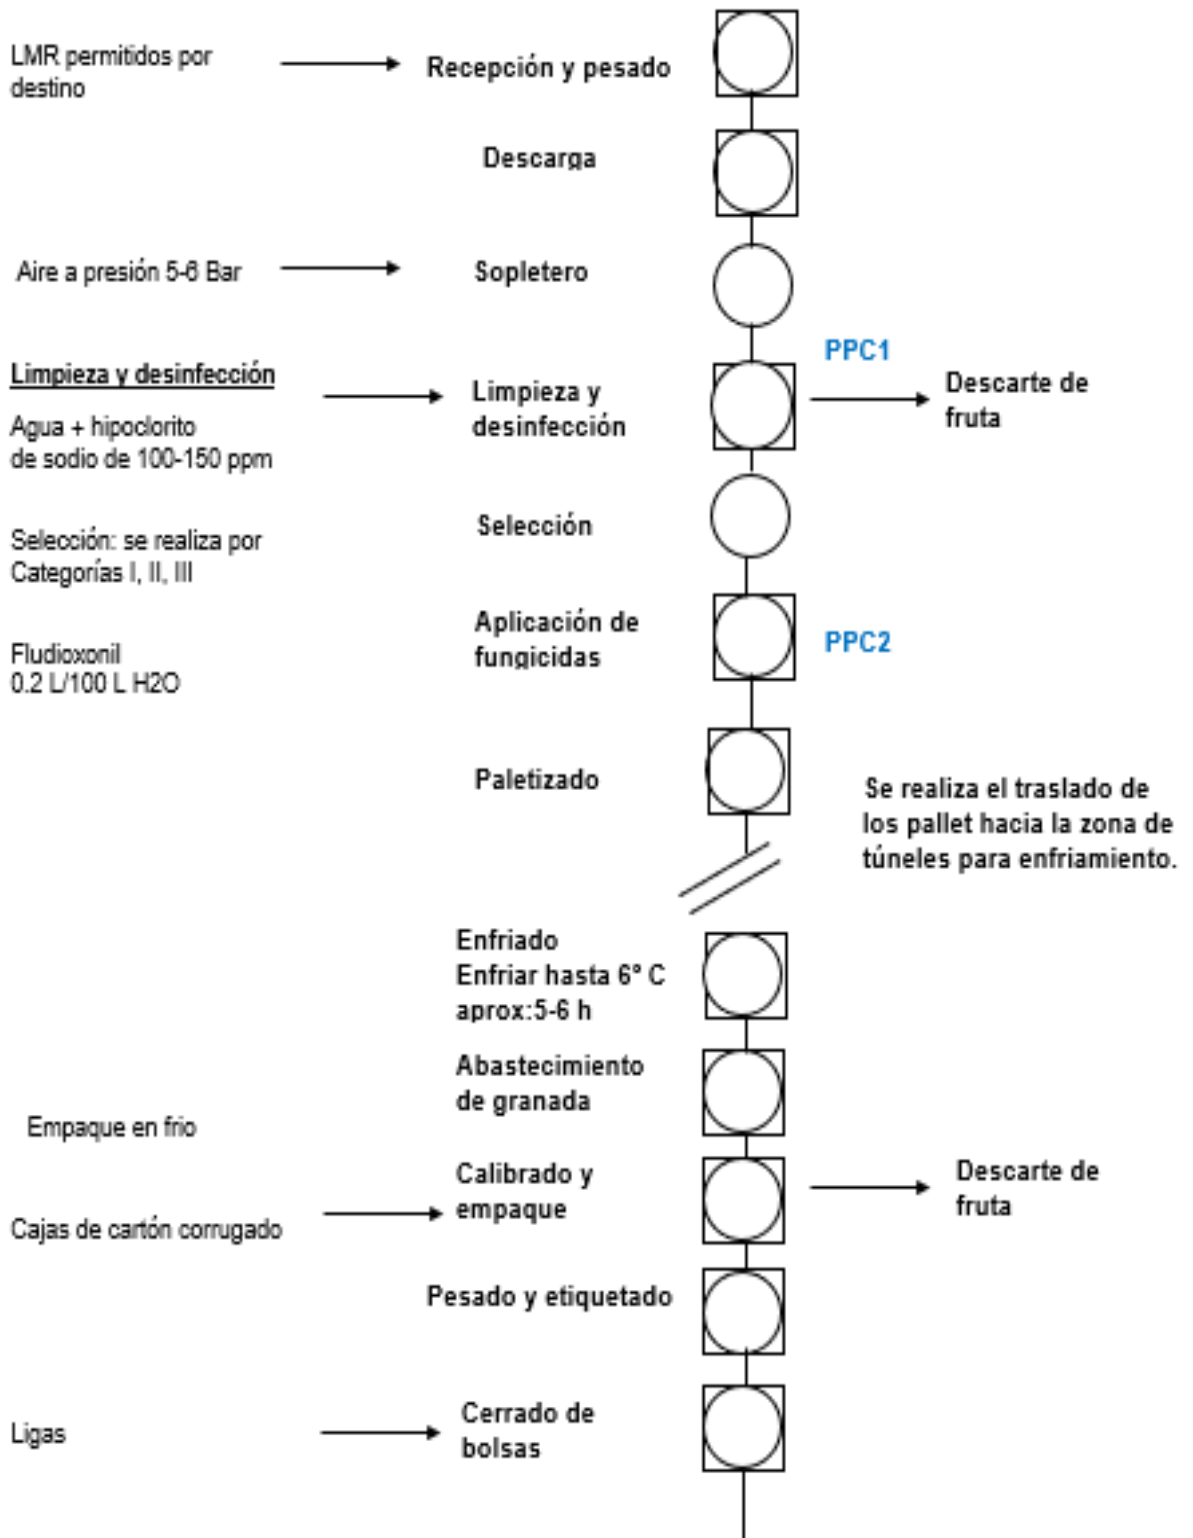 LMR permitidos por
destino
Recepción y pesado
Descarga
Aire a presión 5-6 Bar
Sopletero
PPC1
Limpieza y desinfección
Agua + hipoclorito
de sodio de 100-150 ppm
Limpieza y
desinfección
Descarte de
fruta
Selección: se realiza por
Categorías I, II, III
Selección
Fludioxonil
0.2 L/100 L H2O
Aplicación de
fungicidas
PPC2
Paletizado
Se realiza el traslado de
los pallet hacia la zona de
túneles para enfriamiento.
Enfriado
Enfriar hasta 6° C
aprox:5-6 h
Abastecimiento
de granada
Empaque en frio
Cajas de cartón corrugado
Calibrado y
empaque
Descarte de
fruta
Pesado y etiquetado
Ligas
Cerrado de
bolsas